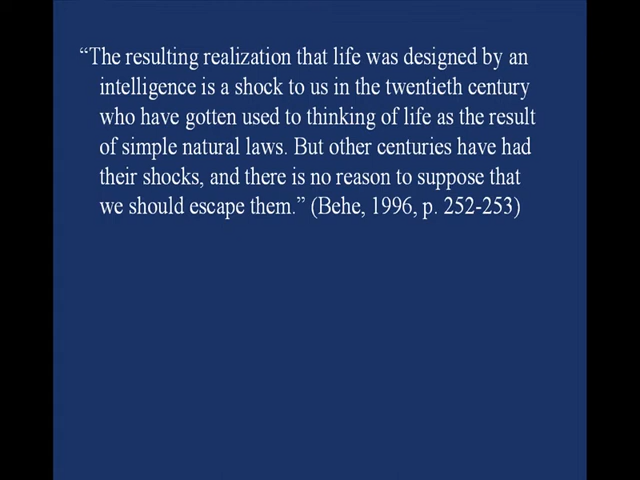 “The resulting realization that life was designed by an
intelligence is a shock to us in the twentieth century
who have gotten used to thinking of life as the result
of simple natural laws. But other centuries have had
their shocks, and there is no reason to suppose that
we should escape them.” (Behe, 1996, p. 252-253)